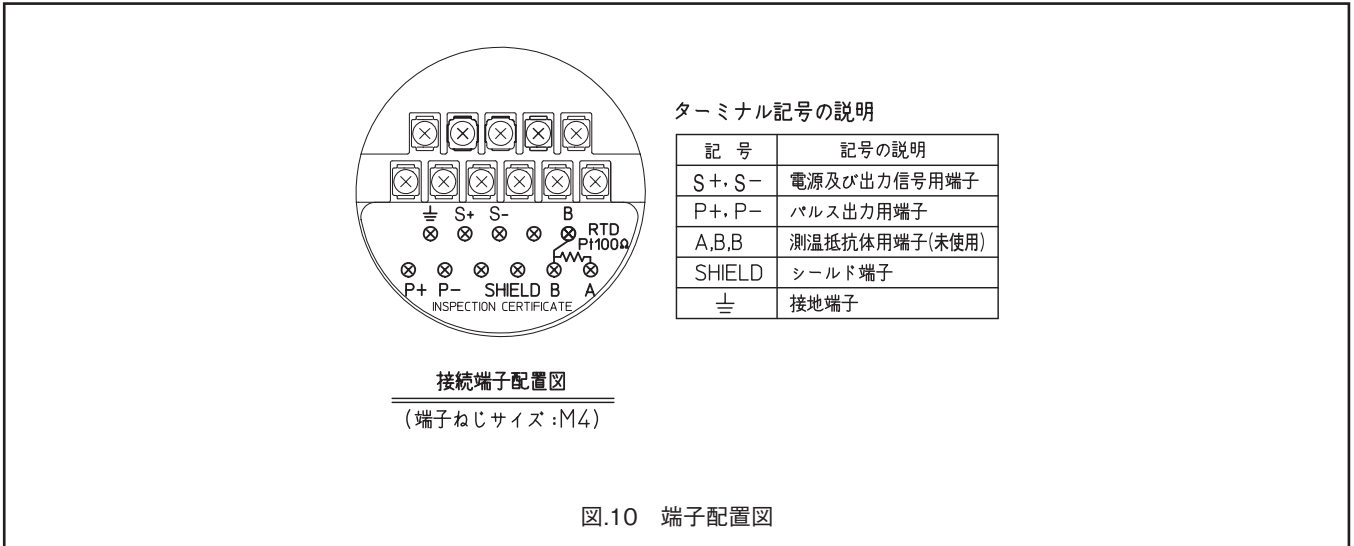 ⏚ S+ S- B
RTD
Pt100Ω
P+ P- SHIELD B A
INSPECTION CERTIFICATE
接続端子配置図
(端子ねじサイズ:M4)
ターミナル記号の説明
記 号 記号の説明
S+, S- 電源及び出力信号用端子
P+, P- パルス出力用端子
A,B,B 測温抵抗体用端子(未使用)
SHIELD シールド端子
⏚ 接地端子
図.10 端子配置図